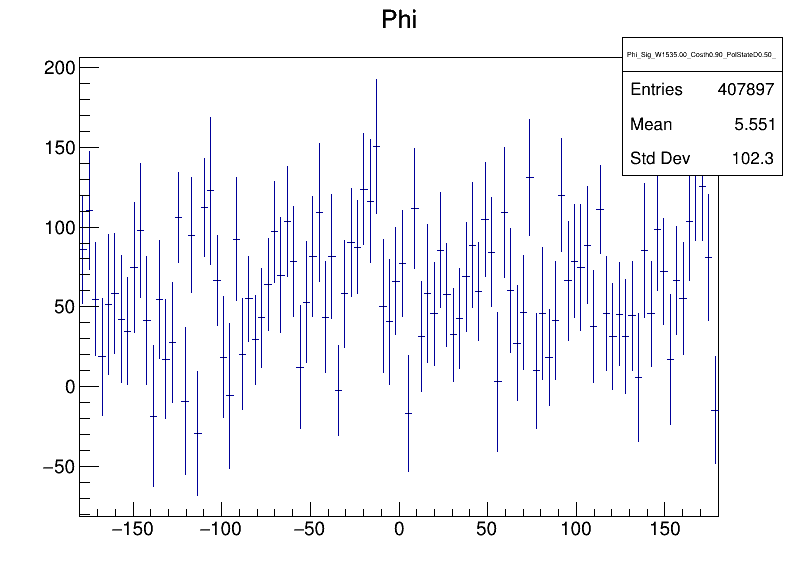 Phi
Phi_Sig_W1535.00_Costh0.90_PolStateD0.50_
Entries 407897
Mean 5.551
Std Dev 102.3
200
150
100
50
0
−50
−150 −100 −50 0 50 100 150